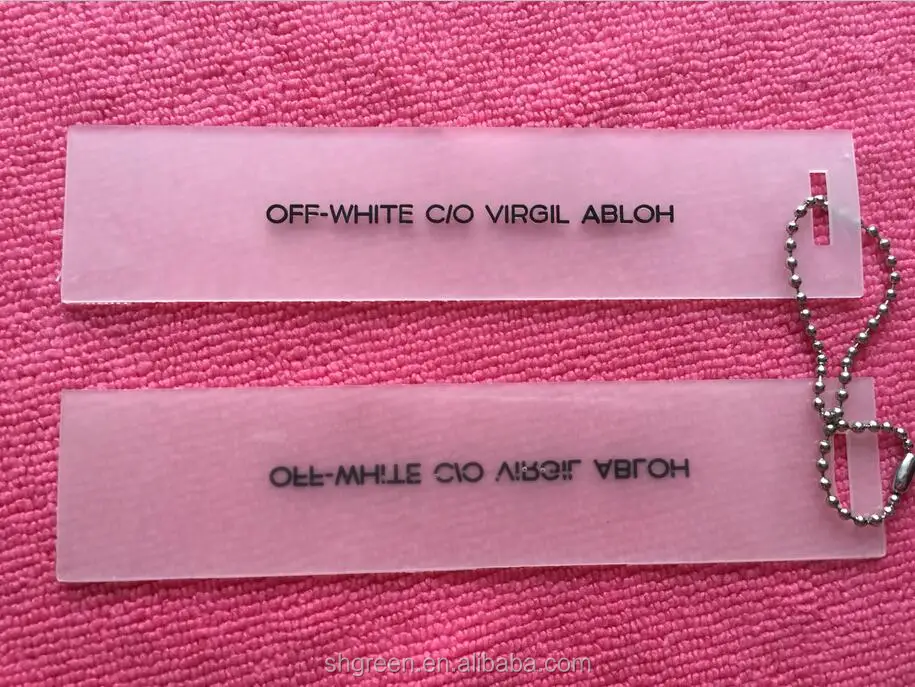 OFF-WHITE C/O VIRGIL ABLOH
OFF-WHITE C/O VIRGIL ABLOH
shgreen.en.alibaba.com